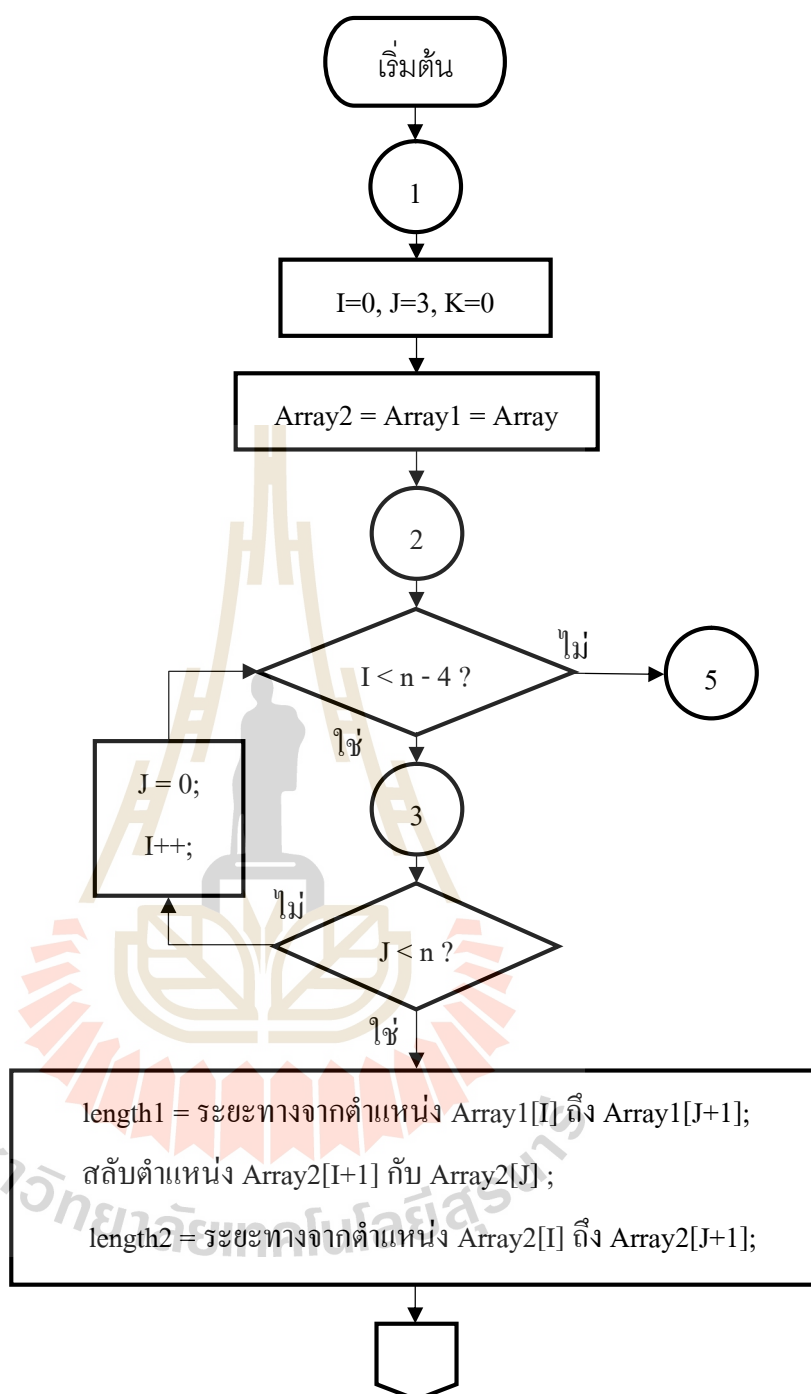 เริ่มต้น
1
I=0, J=3, K=0
Array2 = Array1 = Array
2
I < n - 4 ?
ไม่
5
ใช่
J = 0;
I++;
3
ไม่
J < n ?
ใช่
length1 = ระยะทางจากตำแหน่ง Array1[I] ถึง Array1[J+1];
สลับตำแหน่ง Array2[I+1] กับ Array2[J] ;
length2 = ระยะทางจากตำแหน่ง Array2[I] ถึง Array2[J+1];